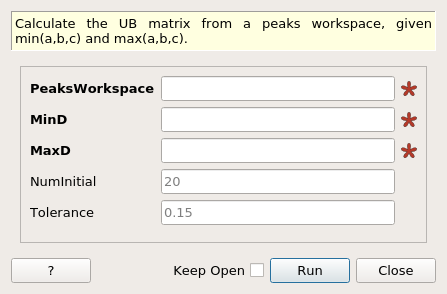 Calculate the UB matrix from a peaks workspace, given
min(a,b,c) and max(a,b,c).
PeaksWorkspace
MinD
MaxD
NumInitial 20
Tolerance 0.15
? Keep Open Run Close